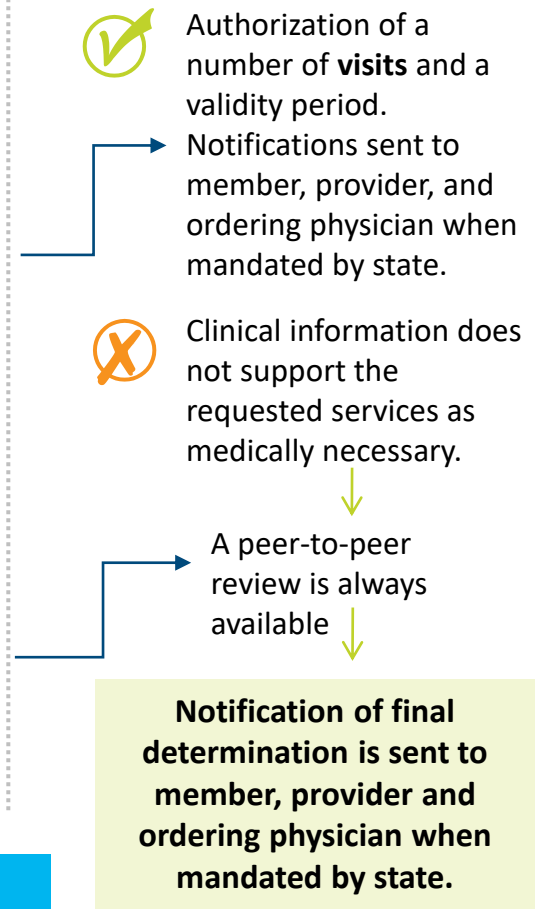 Authorization of a
number of visits and a
validity period.
Notifications sent to
member, provider, and
ordering physician when
mandated by state.
Clinical information does
not support the
requested services as
medically necessary.
A peer-to-peer
review is always
available
Notification of final
determination is sent to
member, provider and
ordering physician when
mandated by state.